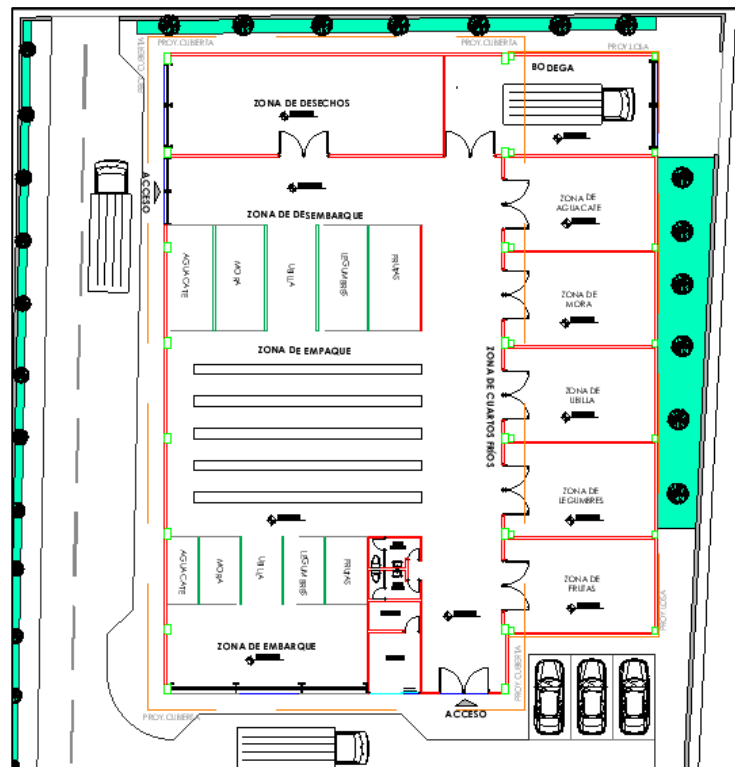 PROY.CUBIERTA
PROY.CUBIERTA
PROY.LOSA
PROY.CUBIERTA
BODEGA
ZONA DE DESECHOS
ACCESO
ZONA DE DESEMBARQUE
ZONA DE
AGUACATE
AGUACATE
MORA
UBILLA
LEGUMBRES
FRUTAS
ZONA DE
MORA
ZONA DE EMPAQUE
ZONA DE CUARTOS FRÍOS
ZONA DE
UBILLA
ZONA DE
LEGUMBRES
AGUACATE
MORA
UBILLA
LEGUMBRES
FRUTAS
ZONA DE
FRUTAS
PROY.LOSA
ZONA DE EMBARQUE
PROY.CUBIERTA
PROY.CUBIERTA
ACCESO